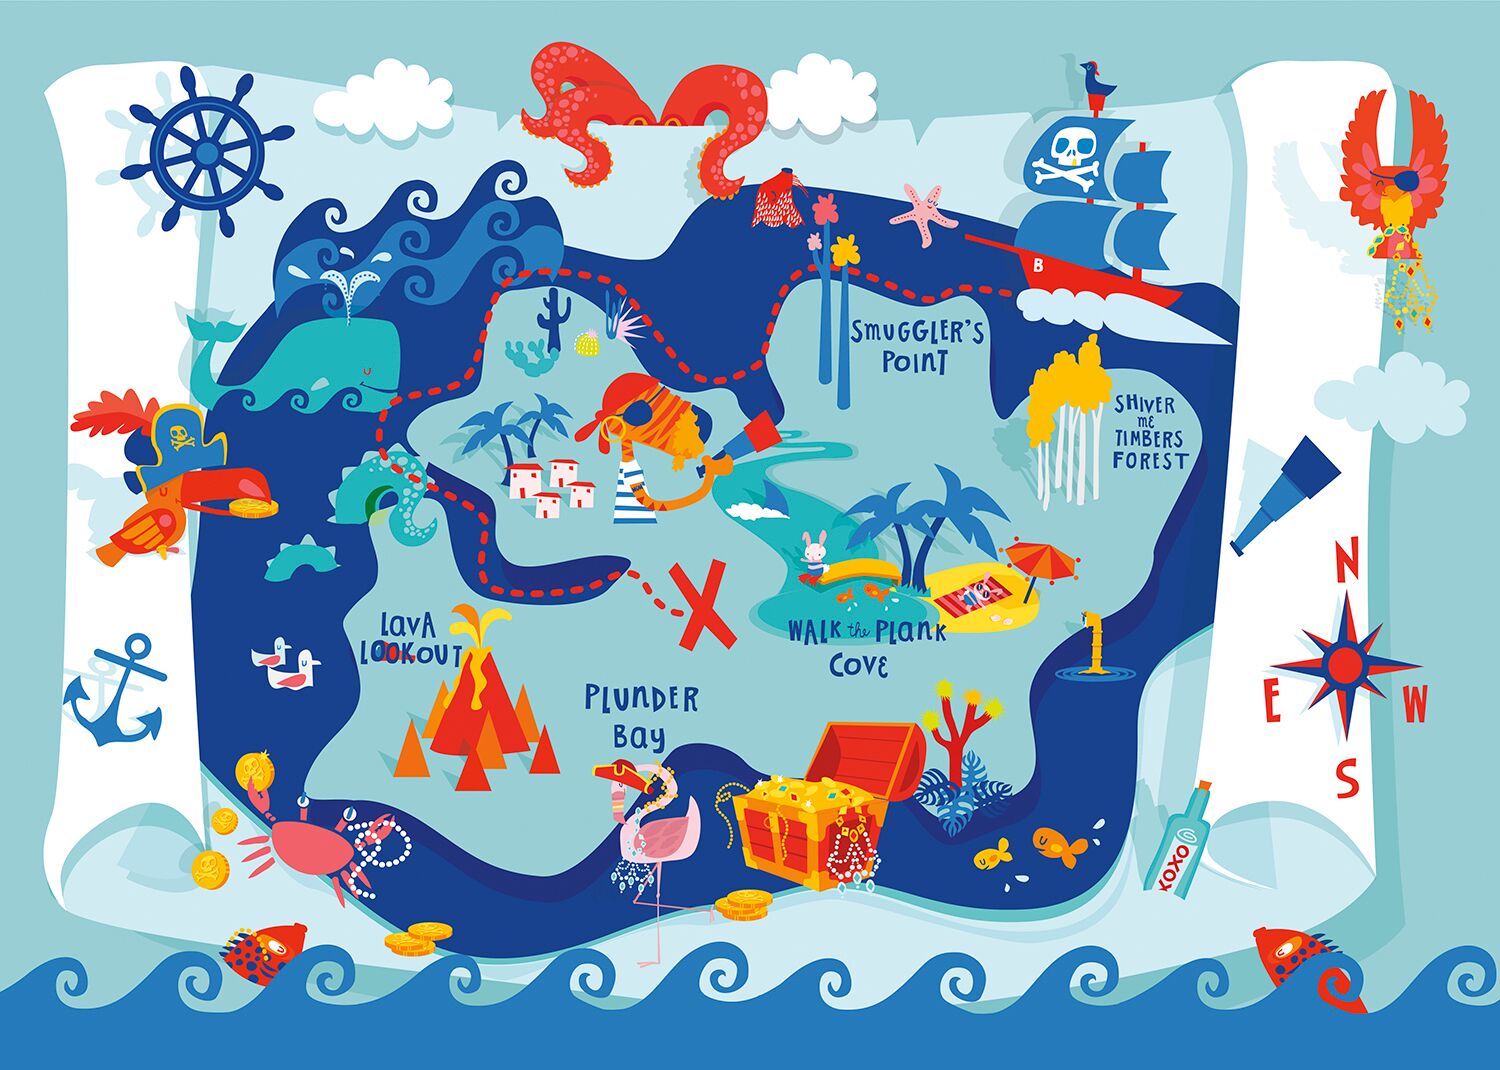 B
SMUGGLER'S
POINT
SHIVER
ME
TIMBERS
FOREST
LAVA
LOOKOUT
WALK the PLANK
COVE
PLUNDER
BAY
N
E
W
S
XOXO